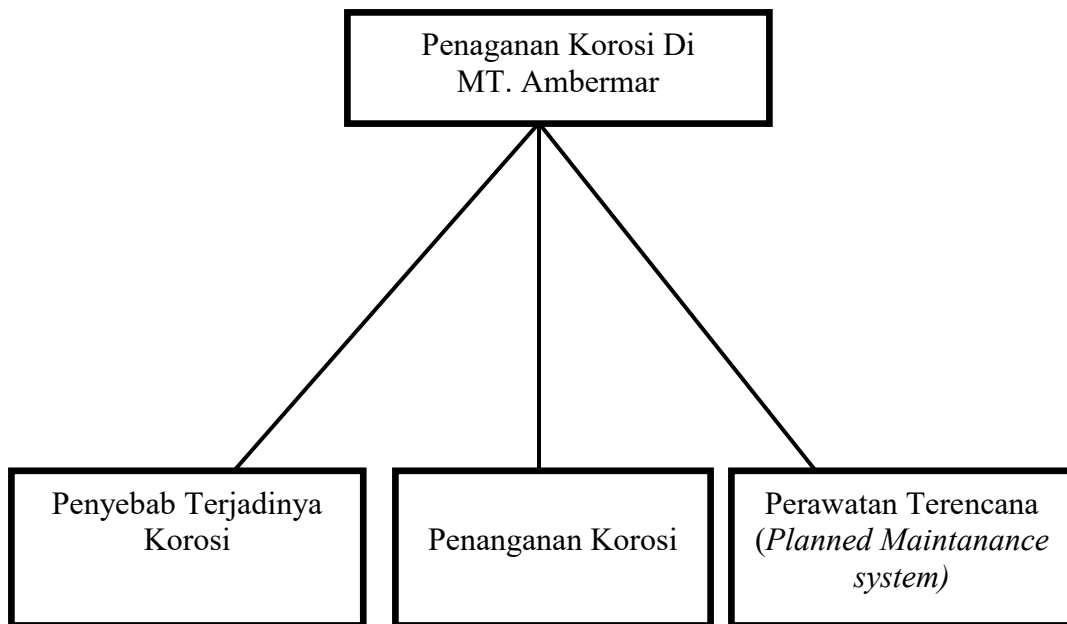 Penaganan Korosi Di
MT. Ambermar
Penyebab Terjadinya
Korosi
Penanganan Korosi
Perawatan Terencana
(Planned Maintanance
system)